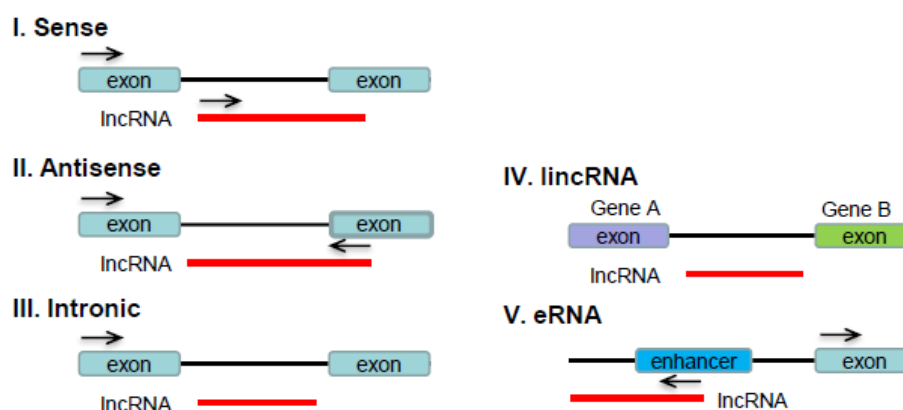 I. Sense
exon exon
lncRNA
II. Antisense
exon exon
lncRNA
III. Intronic
exon exon
lncRNA
IV. lincRNA
Gene A Gene B
exon exon
lncRNA
V. eRNA
enhancer exon
lncRNA